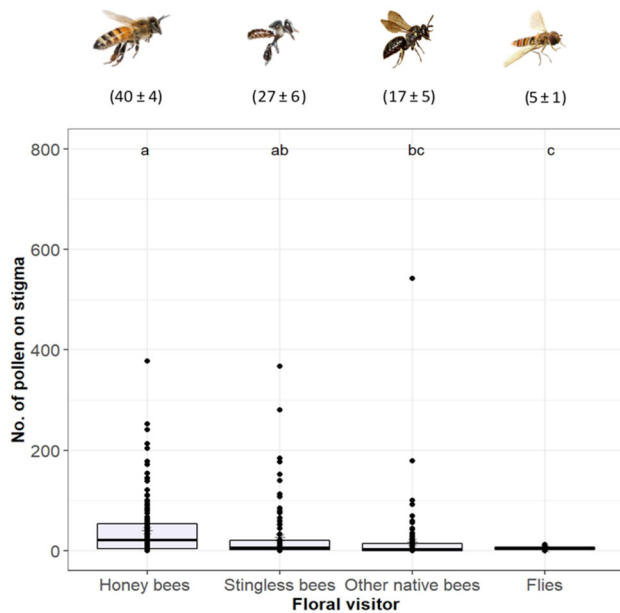 (40 ± 4) (27 ± 6) (17 ± 5) (5 ± 1)
800
a ab bc c
600
400
200
0
No. of pollen on stigma
Honey bees Stingless bees Other native bees Flies
Floral visitor